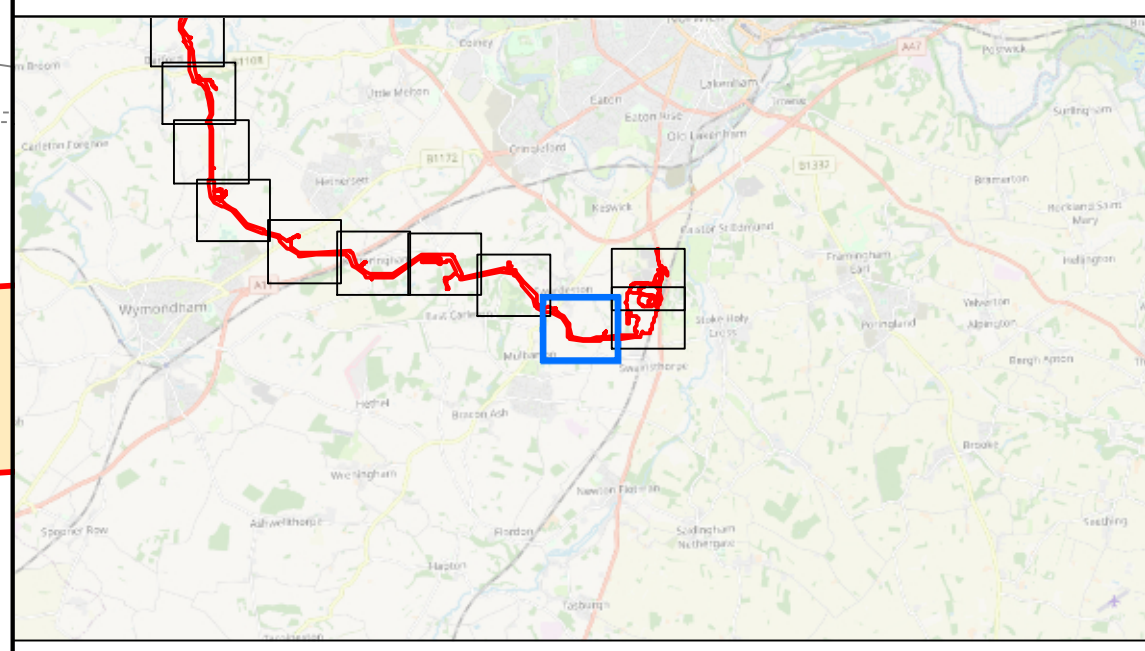 Colney
A47
Postwick
Little Melton
Lakenham
Eaton
Trowse
Surlingham
Eaton Rise
Old Lakenham
Carleton Forehoe
Cringleford
B1172
B1332
Hethersett
Bramerton
Keswick
Rockland Saint
Mary
Caistor St Edmund
Framingham
Earl
Hellington
Swardeston
Wymondham
East Carleton
Stoke Holy
Cross
Poringland
Yelverton
Alpington
Mulbarton
Swainsthorpe
Bergh Apton
Hethel
Bracon Ash
Brooke
Wreningham
Newton Flotman
Ashwellthorpe
Spooner Row
Flordon
Saxlingham
Nethergate
Seething
Hapton
Tasburgh